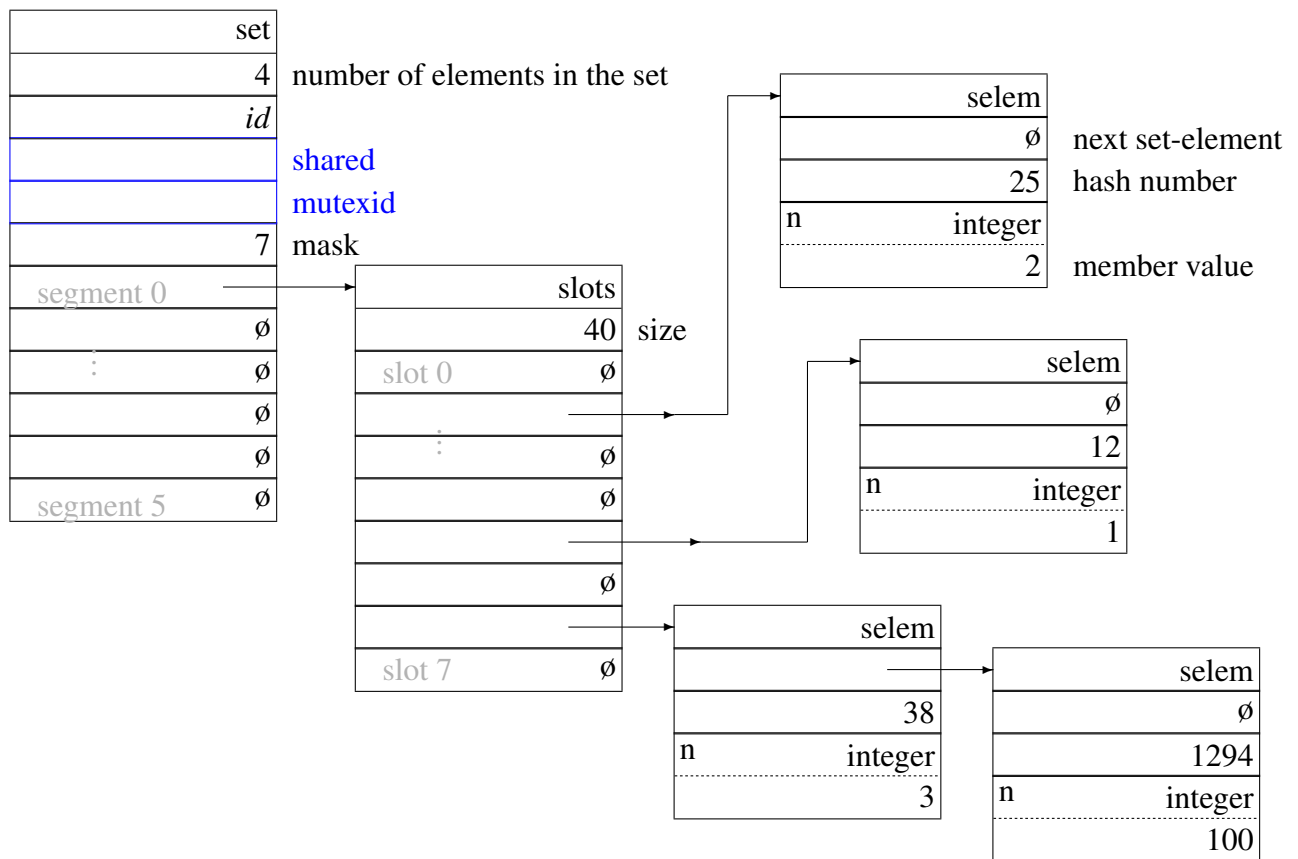 set
4 number of elements in the set
id
shared
mutexid
7 mask
segment 0
ø
⋮ ø
ø
ø
segment 5 ø
slots
40 size
slot 0 ø
⋮
ø
ø
ø
slot 7 ø
selem
ø next set-element
25 hash number
n integer
2 member value
selem
ø
12
n integer
1
selem
38
n integer
3
selem
ø
1294
n integer
100